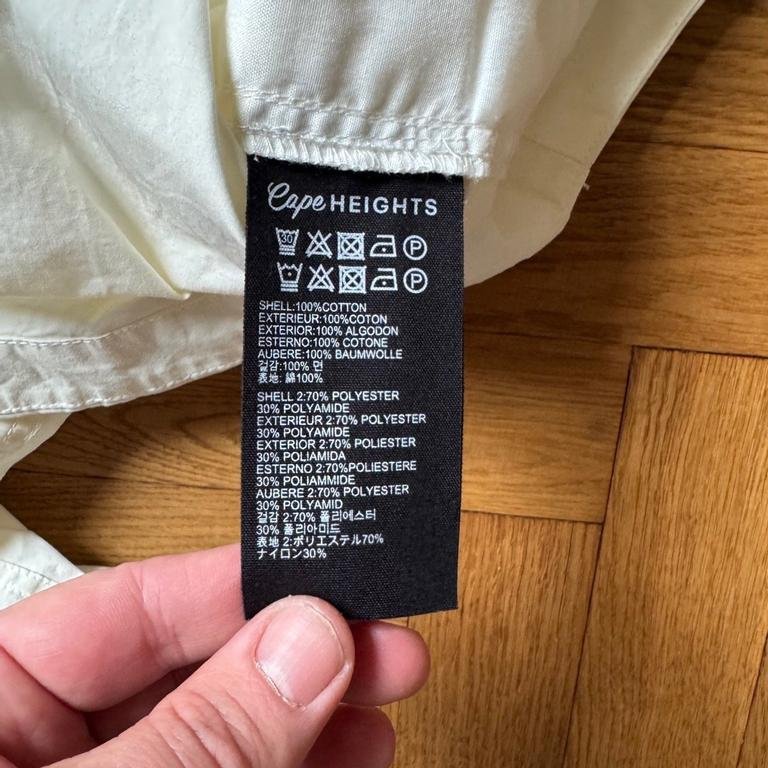 Cape HEIGHTS
30 P
P
SHELL:100%COTTON
EXTERIEUR:100%COTON
EXTERIOR:100% ALGODON
ESTERNO:100% COTONE
AUBERE:100% BAUMWOLLE
겉감:100% 면
表地: 綿100%
SHELL 2:70% POLYESTER
30% POLYAMIDE
EXTERIEUR 2:70% POLYESTER
30% POLYAMIDE
EXTERIOR 2:70% POLIESTER
30% POLIAMIDA
ESTERNO 2:70%POLIESTERE
30% POLIAMMIDE
AUBERE 2:70% POLYESTER
30% POLYAMID
겉감 2:70% 폴리에스터
30% 폴리아미드
表地 2:ポリエステル70%
ナイロン30%